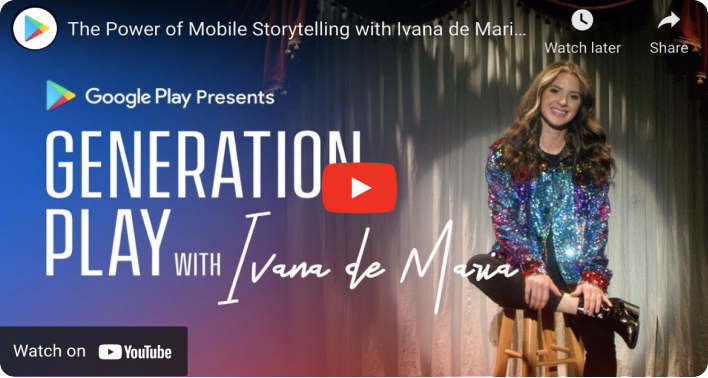 The Power of Mobile Storytelling with Ivana de Mari...
Watch later
Share
Google Play Presents
GENERATION
PLAY WITH Ivana de Maria
Watch on YouTube